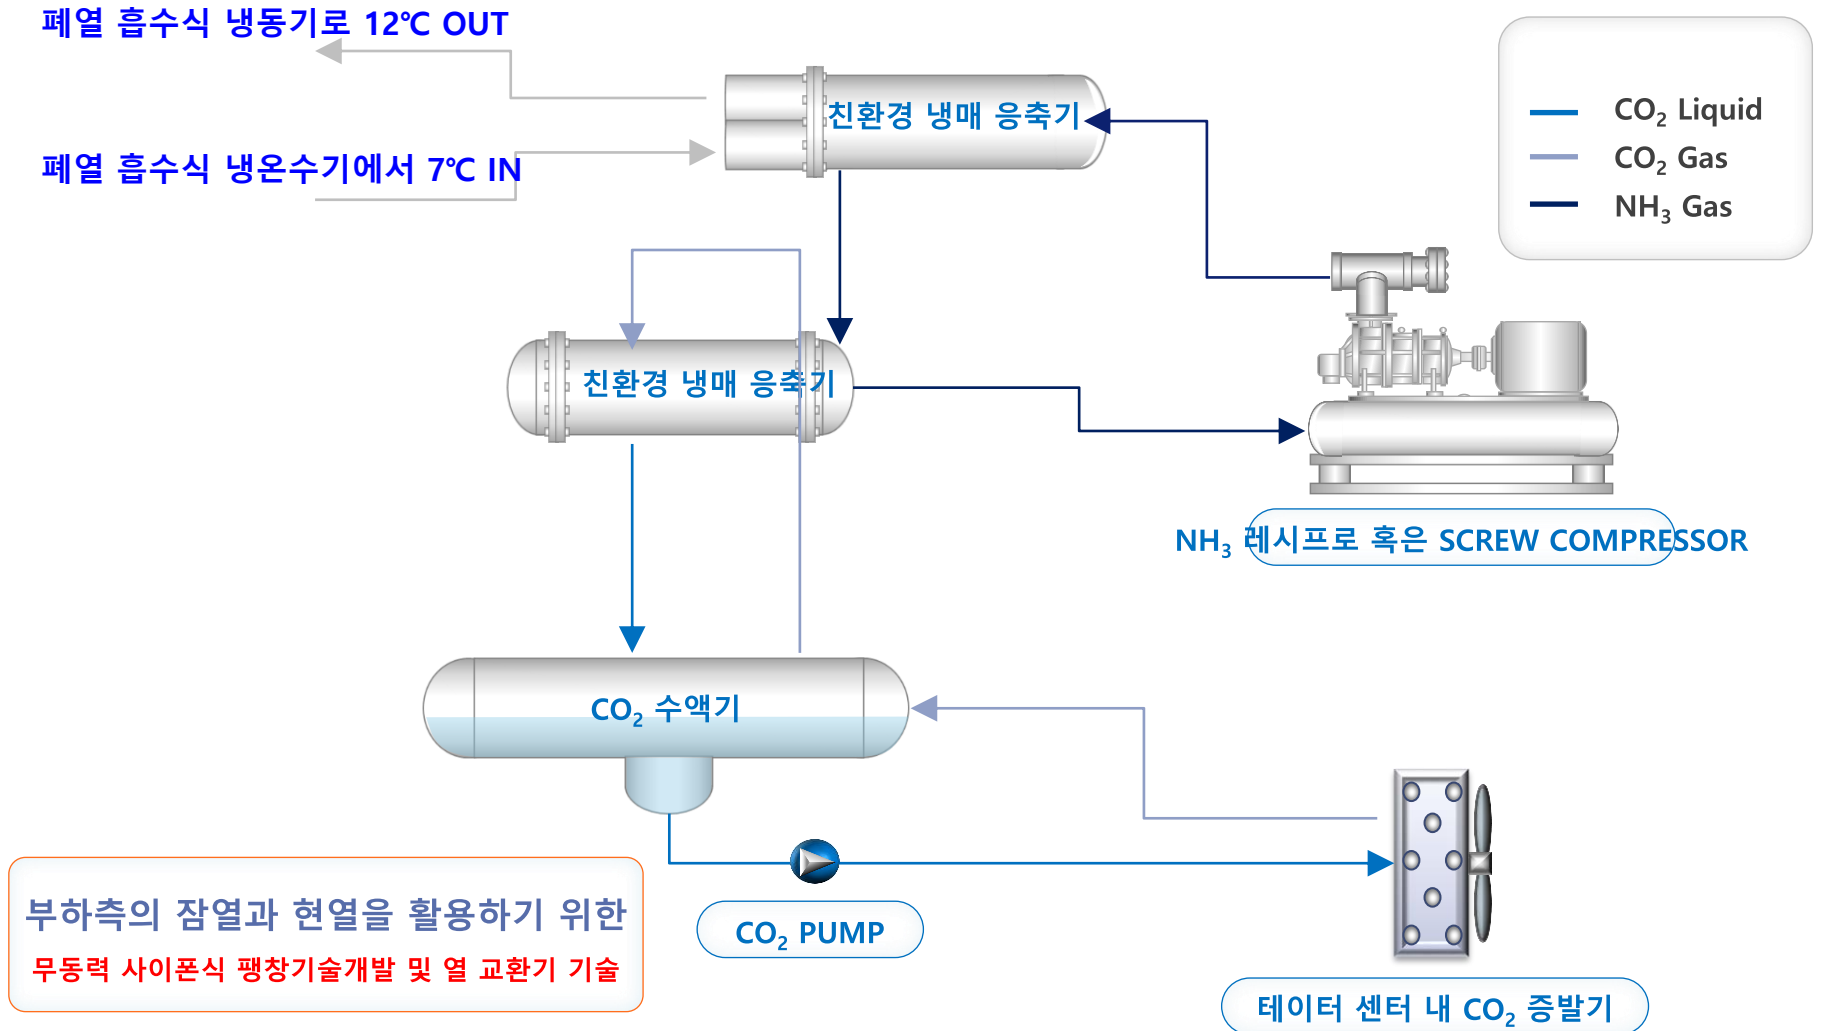 폐열 흡수식 냉동기로 12℃ OUT
폐열 흡수식 냉온수기에서 7℃ IN
친환경 냉매 응축기
CO₂ Liquid
CO₂ Gas
NH₃ Gas
친환경 냉매 응축기
NH₃ 레시프로 혹은 SCREW COMPRESSOR
CO₂ 수액기
CO₂ PUMP
부하측의 잠열과 현열을 활용하기 위한
무동력 사이폰식 팽창기술개발 및 열 교환기 기술
테이터 센터 내 CO₂ 증발기